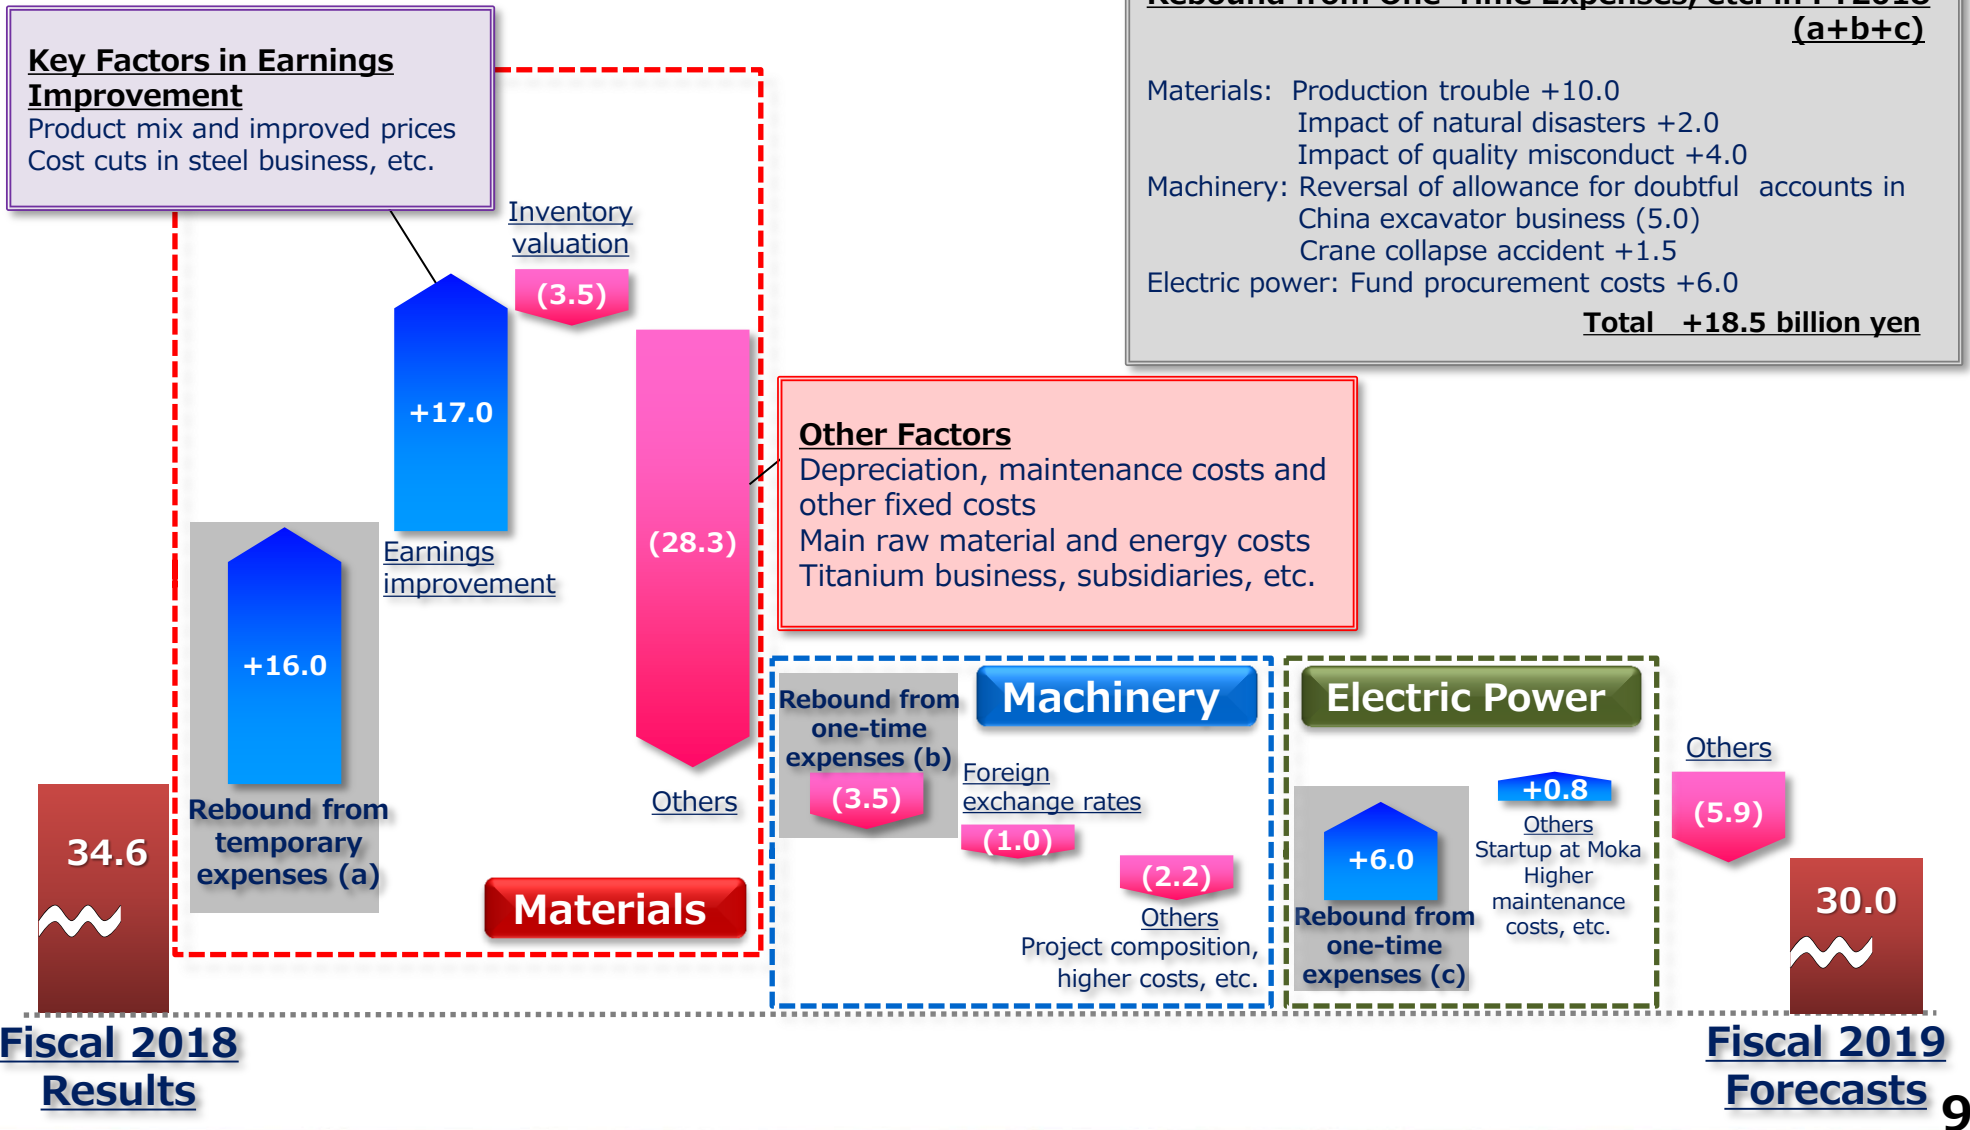 Key Factors in Earnings
Improvement
Product mix and improved prices
Cost cuts in steel business, etc.
Rebound from One-Time Expenses, etc. in FY2018
(a+b+c)
Materials: Production trouble +10.0
Impact of natural disasters +2.0
Impact of quality misconduct +4.0
Machinery: Reversal of allowance for doubtful accounts in
China excavator business (5.0)
Crane collapse accident +1.5
Electric power: Fund procurement costs +6.0
Total +18.5 billion yen
Inventory
valuation
(3.5)
+17.0
Earnings
improvement
(28.3)
Others
Other Factors
Depreciation, maintenance costs and
other fixed costs
Main raw material and energy costs
Titanium business, subsidiaries, etc.
+16.0
Rebound from
temporary
expenses (a)
Materials
34.6
Machinery
Rebound from
one-time
expenses (b)
(3.5)
Foreign
exchange rates
(1.0)
(2.2)
Others
Project composition,
higher costs, etc.
Electric Power
+6.0
Rebound from
one-time
expenses (c)
+0.8
Others
Startup at Moka
Higher
maintenance
costs, etc.
Others
(5.9)
30.0
Fiscal 2018
Results
Fiscal 2019
Forecasts
9